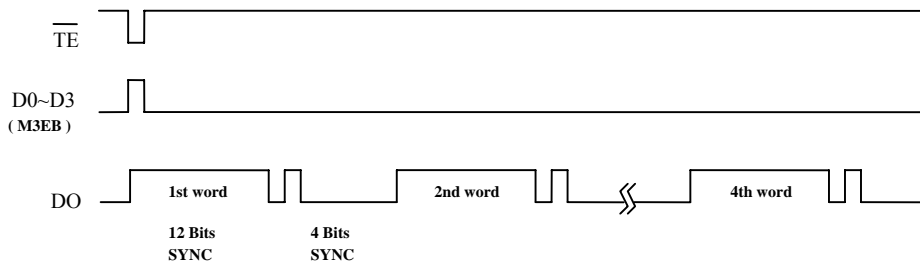 TE
D0~D3
( M3EB )
DO
1st word
2nd word
4th word
12 Bits
SYNC
4 Bits
SYNC